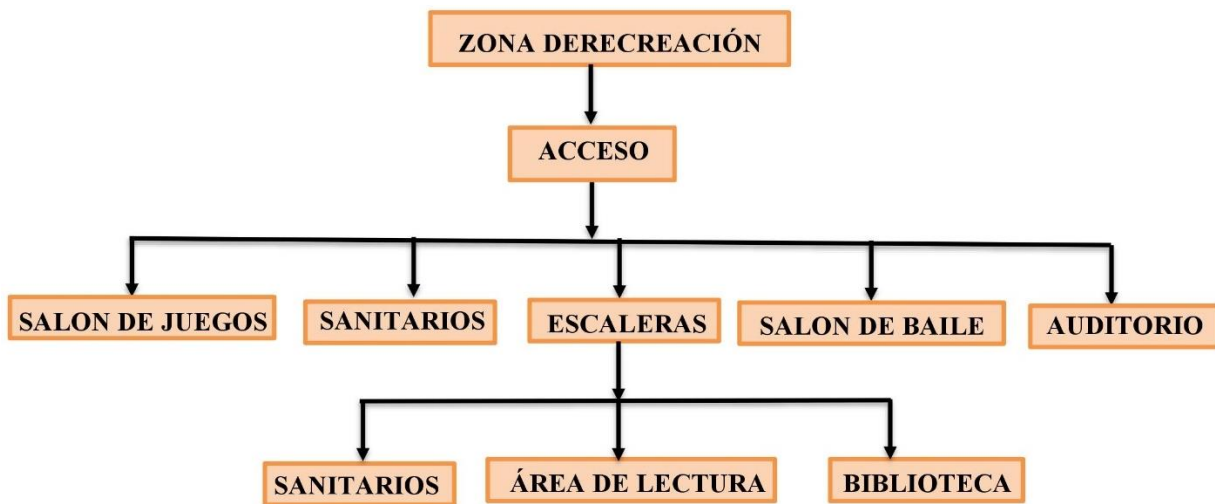 ZONA DERECREACIÓN
ACCESO
SALON DE JUEGOS
SANITARIOS
ESCALERAS
SALON DE BAILE
AUDITORIO
SANITARIOS
ÁREA DE LECTURA
BIBLIOTECA